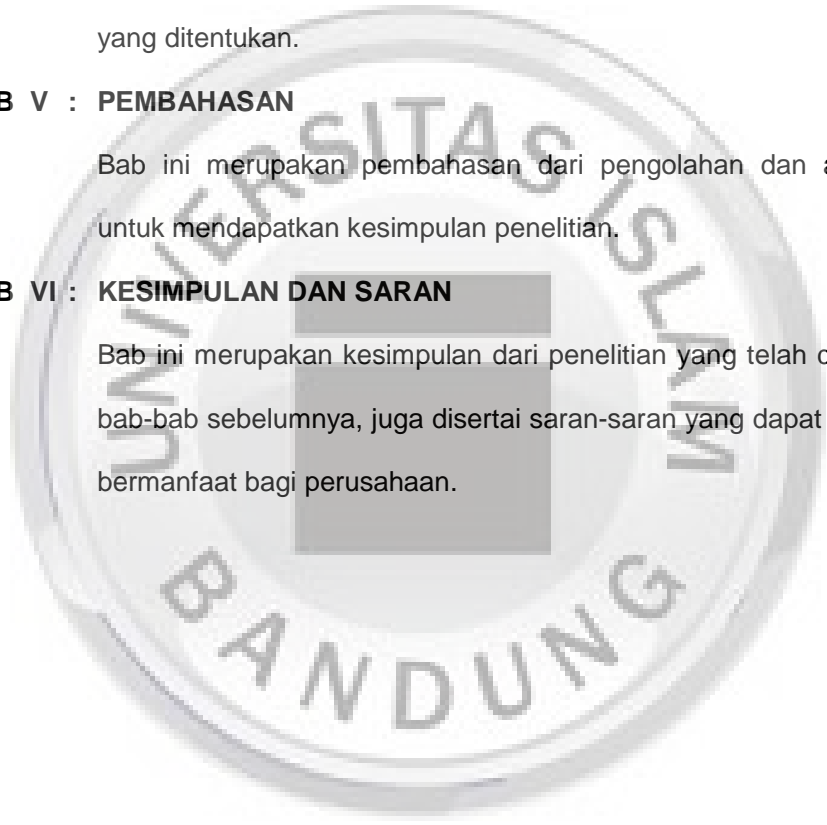 yang ditentukan.
B V : PEMBAHASAN
Bab ini merupakan pembahasan dari pengolahan dan a
untuk mendapatkan kesimpulan penelitian.
B VI : KESIMPULAN DAN SARAN
Bab ini merupakan kesimpulan dari penelitian yang telah
bab-bab sebelumnya, juga disertai saran-saran yang dapat
bermanfaat bagi perusahaan.
UNIVERSITAS ISLAM
BANDUNG